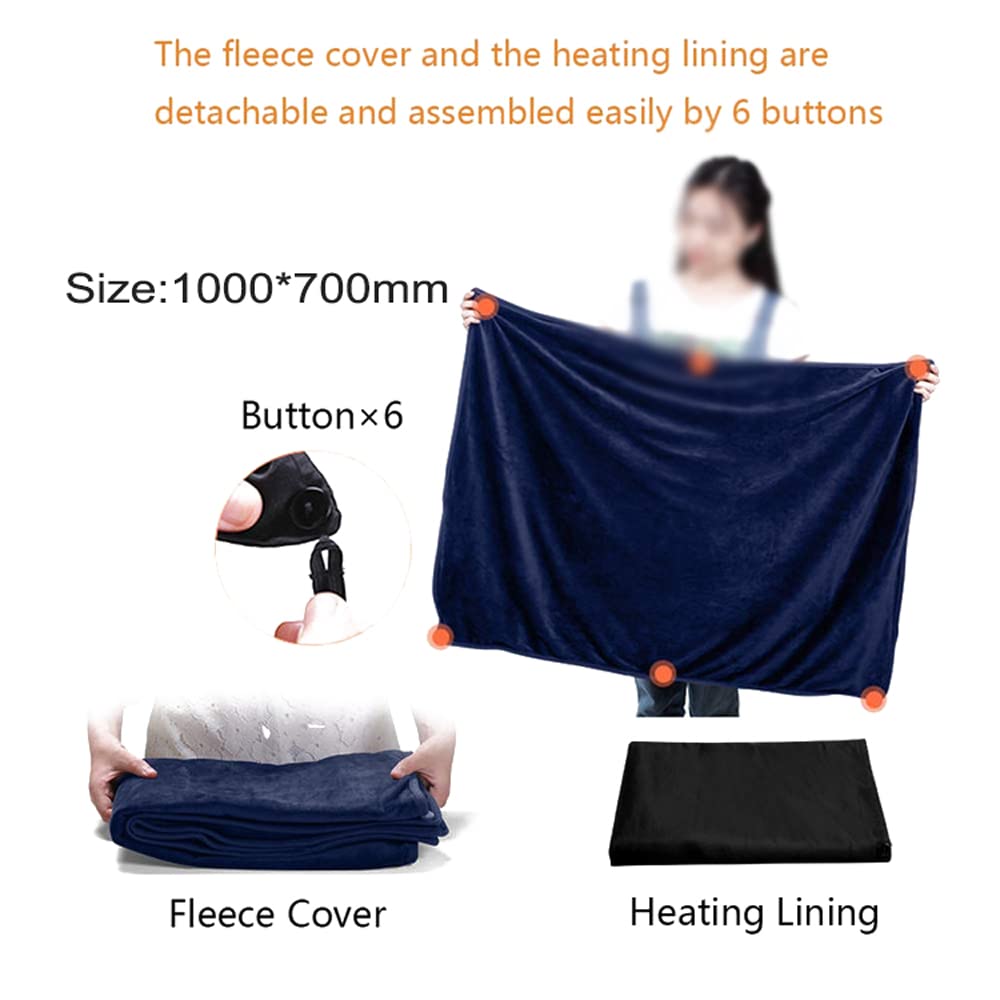 The fleece cover and the heating lining are
detachable and assembled easily by 6 buttons
Size:1000*700mm
Button×6
Fleece Cover
Heating Lining